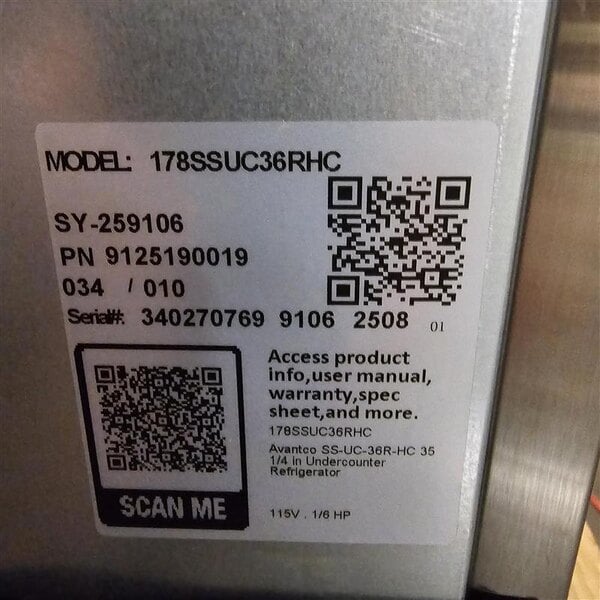 MODEL: 178SSUC36RHC
SY-259106
PN 9125190019
034 / 010
Serial#: 340270769 9106 2508 01
Access product
info,user manual,
warranty,spec
sheet,and more.
178SSUC36RHC
Avantco SS-UC-36R-HC 35
1/4 in Undercounter
Refrigerator
115V . 1/6 HP
SCAN ME